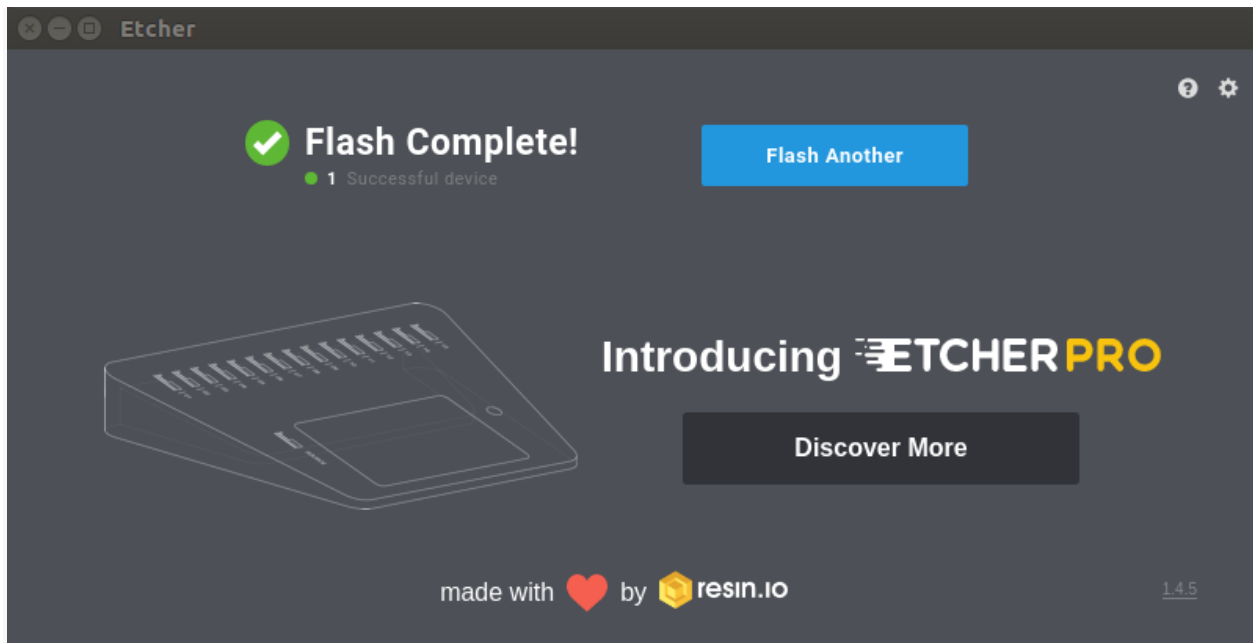 Etcher
Flash Complete!
1 Successful device
Flash Another
Introducing ETCHER PRO
Discover More
made with by resin.io
1.4.5